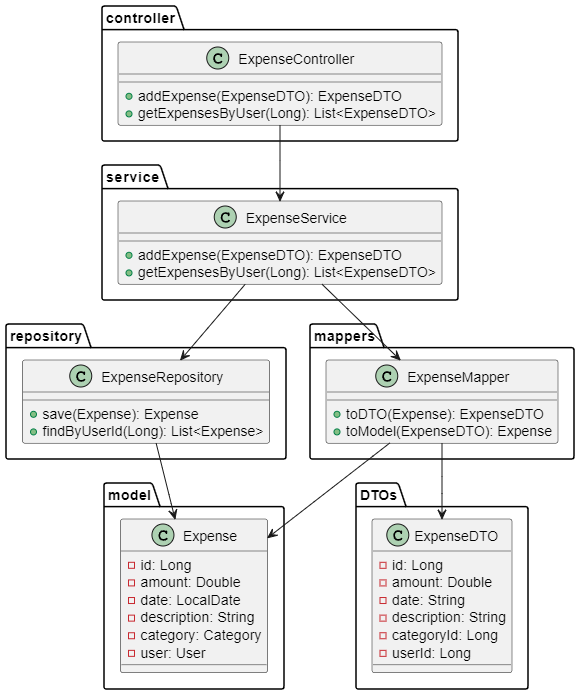 controller
C ExpenseController
addExpense(ExpenseDTO): ExpenseDTO
getExpensesByUser(Long): List<ExpenseDTO>
service
C ExpenseService
addExpense(ExpenseDTO): ExpenseDTO
getExpensesByUser(Long): List<ExpenseDTO>
repository
C ExpenseRepository
save(Expense): Expense
findByUserId(Long): List<Expense>
mappers
C ExpenseMapper
toDTO(Expense): ExpenseDTO
toModel(ExpenseDTO): Expense
model
C Expense
id: Long
amount: Double
date: LocalDate
description: String
category: Category
user: User
DTOs
C ExpenseDTO
id: Long
amount: Double
date: String
description: String
categoryId: Long
userId: Long